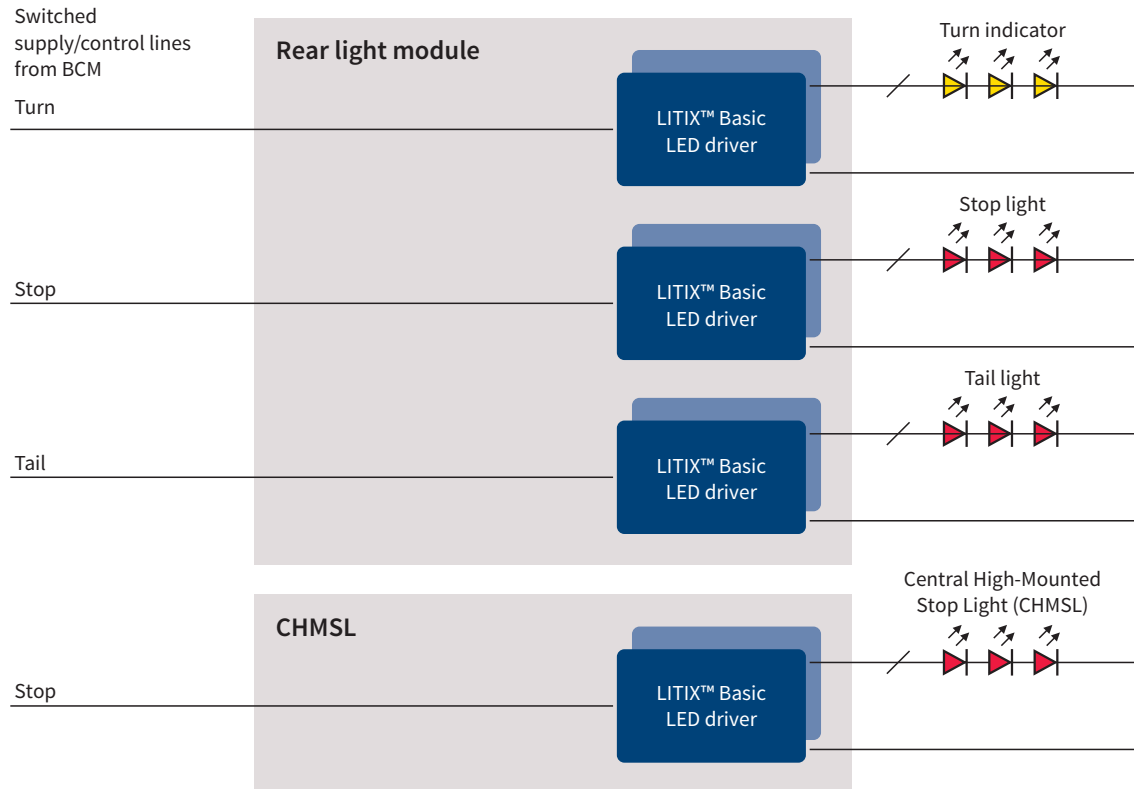 Switched
supply/control lines
from BCM
Rear light module
Turn indicator
Turn
LITIX™ Basic
LED driver
Stop light
Stop
LITIX™ Basic
LED driver
Tail light
Tail
LITIX™ Basic
LED driver
Central High-Mounted
Stop Light (CHMSL)
CHMSL
Stop
LITIX™ Basic
LED driver